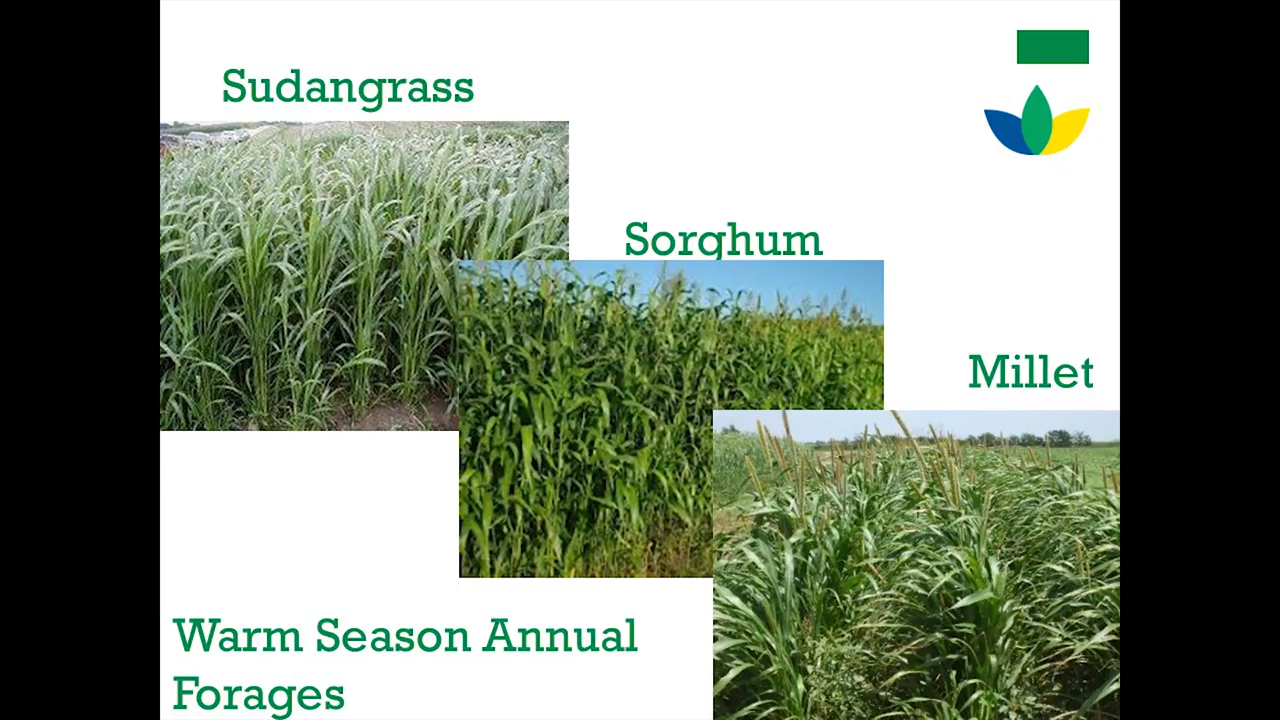 Sudangrass
Sorghum
Millet
Warm Season Annual
Forages